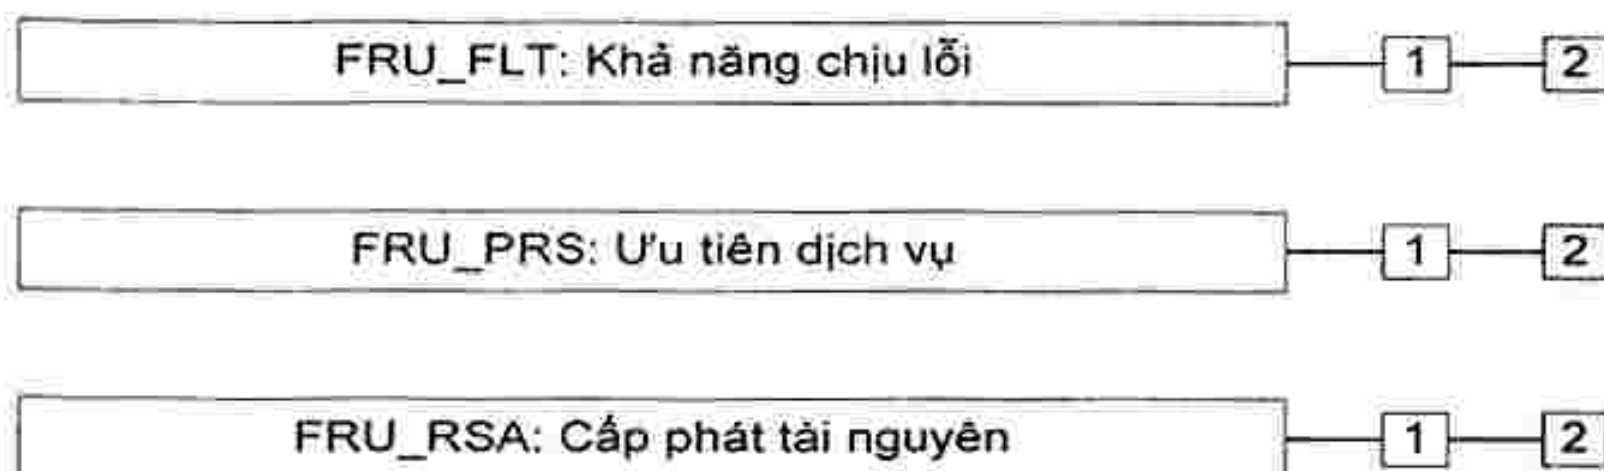 FRU_FLT: Khả năng chịu lỗi 1 2
FRU_PRS: Ưu tiên dịch vụ 1 2
FRU_RSA: Cấp phát tài nguyên 1 2